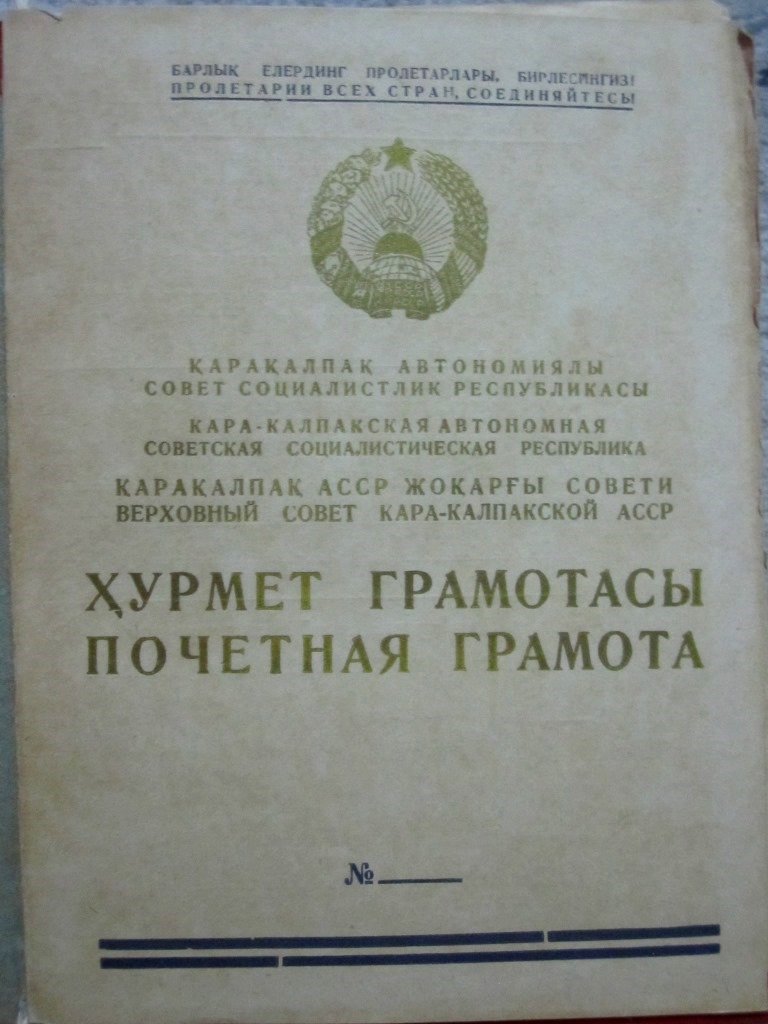 БАРЛЫҚ ЕЛЕРДИНГ ПРОЛЕТАРЛАРЫ, БИРЛЕСИНГИЗ!
ПРОЛЕТАРИИ ВСЕХ СТРАН, СОЕДИНЯЙТЕСЬ!
ҚАРАҚАЛПАҚ АВТОНОМИЯЛЫ
СОВЕТ СОЦИАЛИСТЛИК РЕСПУБЛИКАСЫ
КАРА-КАЛПАКСКАЯ АВТОНОМНАЯ
СОВЕТСКАЯ СОЦИАЛИСТИЧЕСКАЯ РЕСПУБЛИКА
ҚАРАҚАЛПАҚ АССР ЖОҚАРҒЫ СОВЕТИ
ВЕРХОВНЫЙ СОВЕТ КАРА-КАЛПАКСКОЙ АССР
ҲУРМЕТ ГРАМОТАСЫ
ПОЧЕТНАЯ ГРАМОТА
№